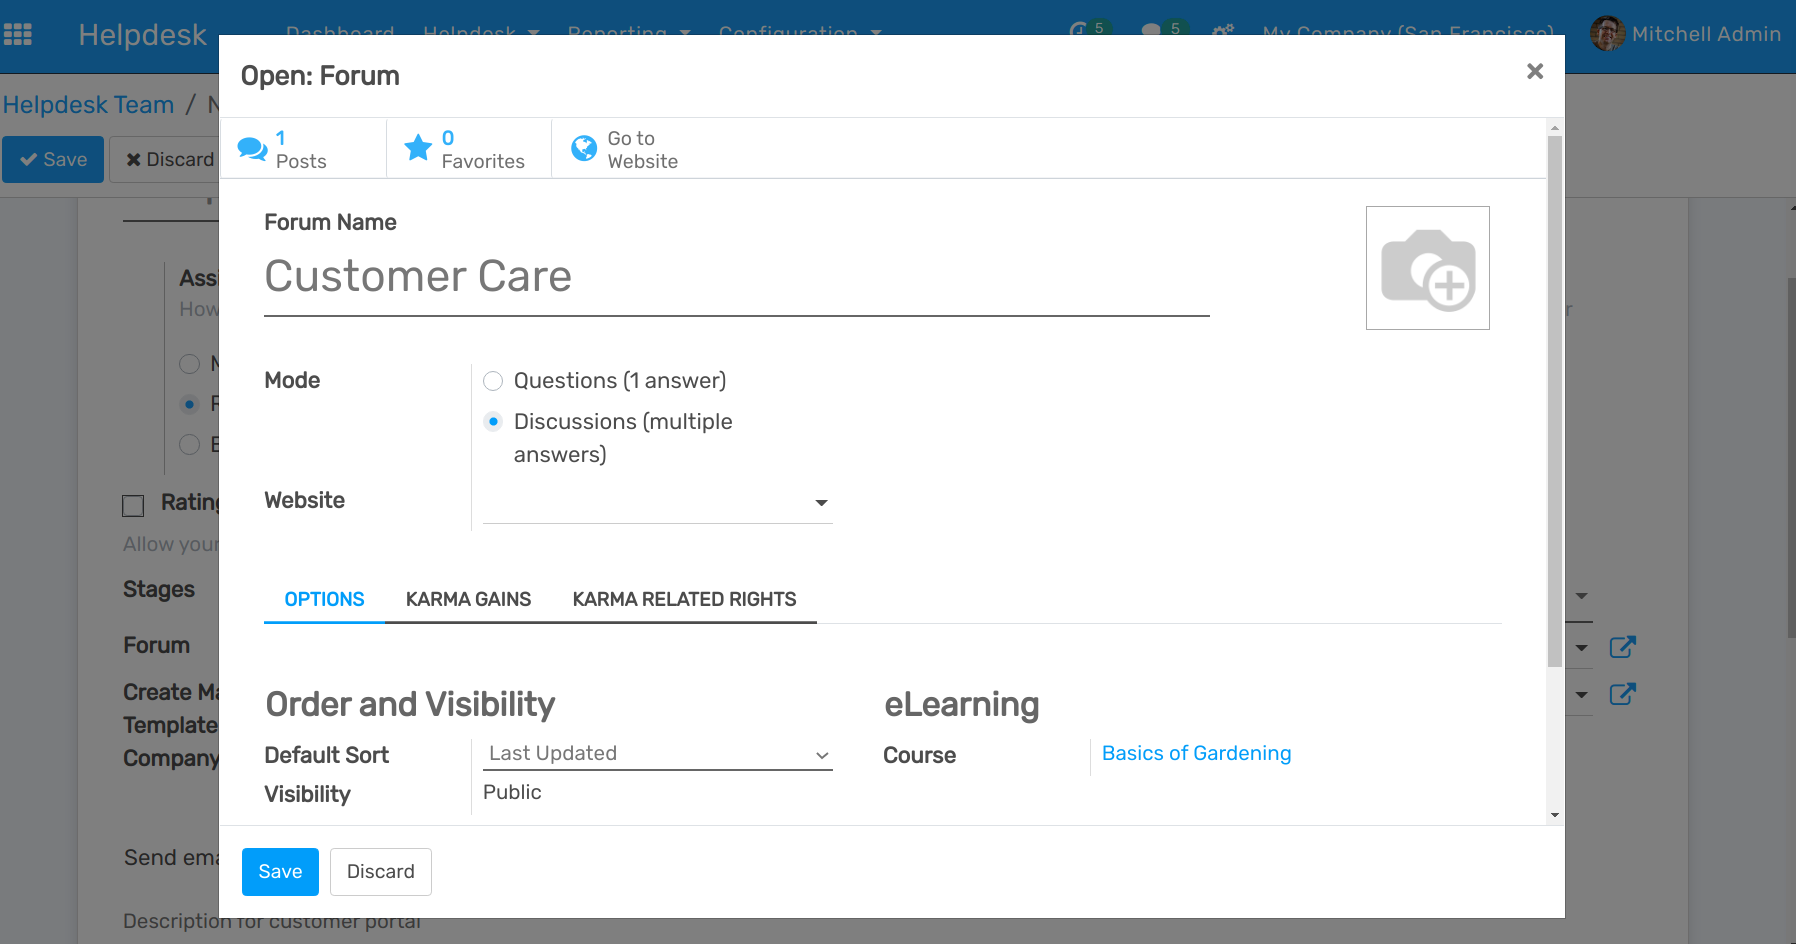 Helpdesk Dashboard Helpdesk Reporting Configuration 5 5 My Company (San Francisco) Mitchell Admin
Open: Forum
Helpdesk Team /
Save Discard
1
Posts
0
Favorites
Go to
Website
Forum Name
Customer Care
Mode
Questions (1 answer)
Discussions (multiple
answers)
Website
Rating
Allow your
OPTIONS KARMA GAINS KARMA RELATED RIGHTS
Stages
Forum
Create Ma
Template
Company
Order and Visibility
Default Sort Last Updated
Visibility Public
eLearning
Course Basics of Gardening
Send ema
Save Discard
Description for customer portal